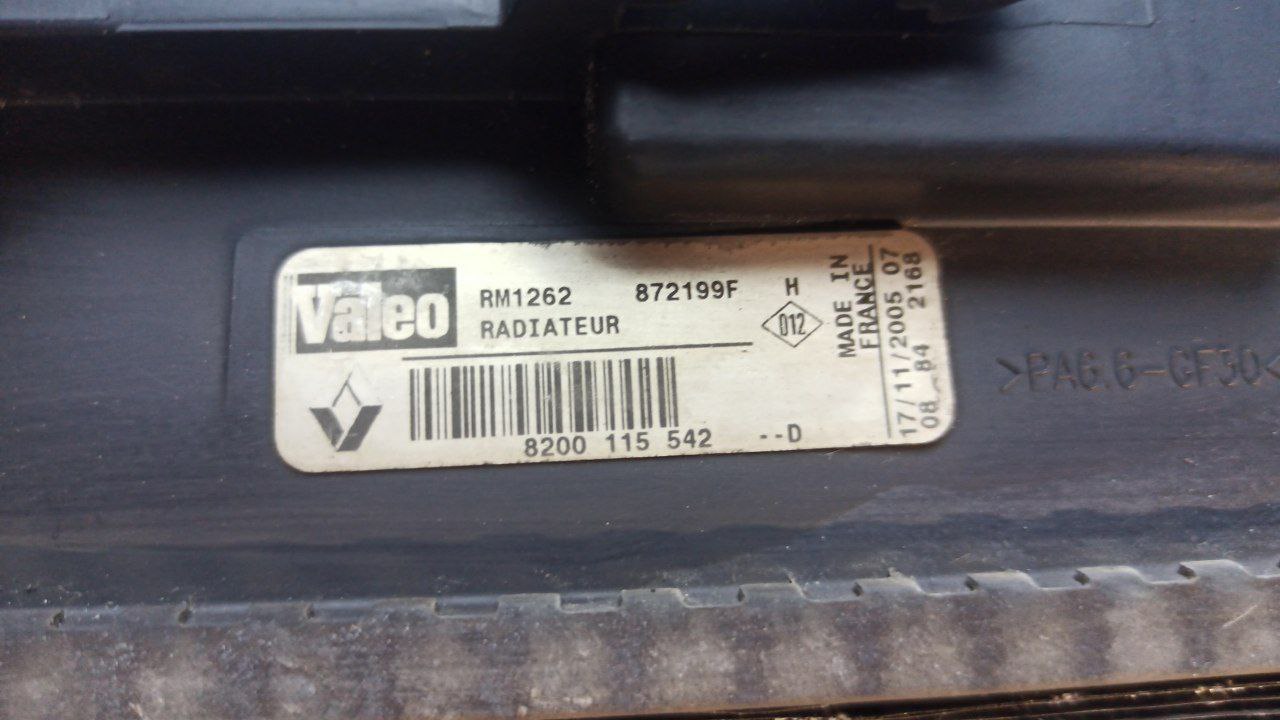 Valeo
RM1262 872199F H
RADIATEUR
D12
8200 115 542 --D
MADE IN
FRANCE
17/11/2005 07
08 84 2168
>PA6.6-GF30<